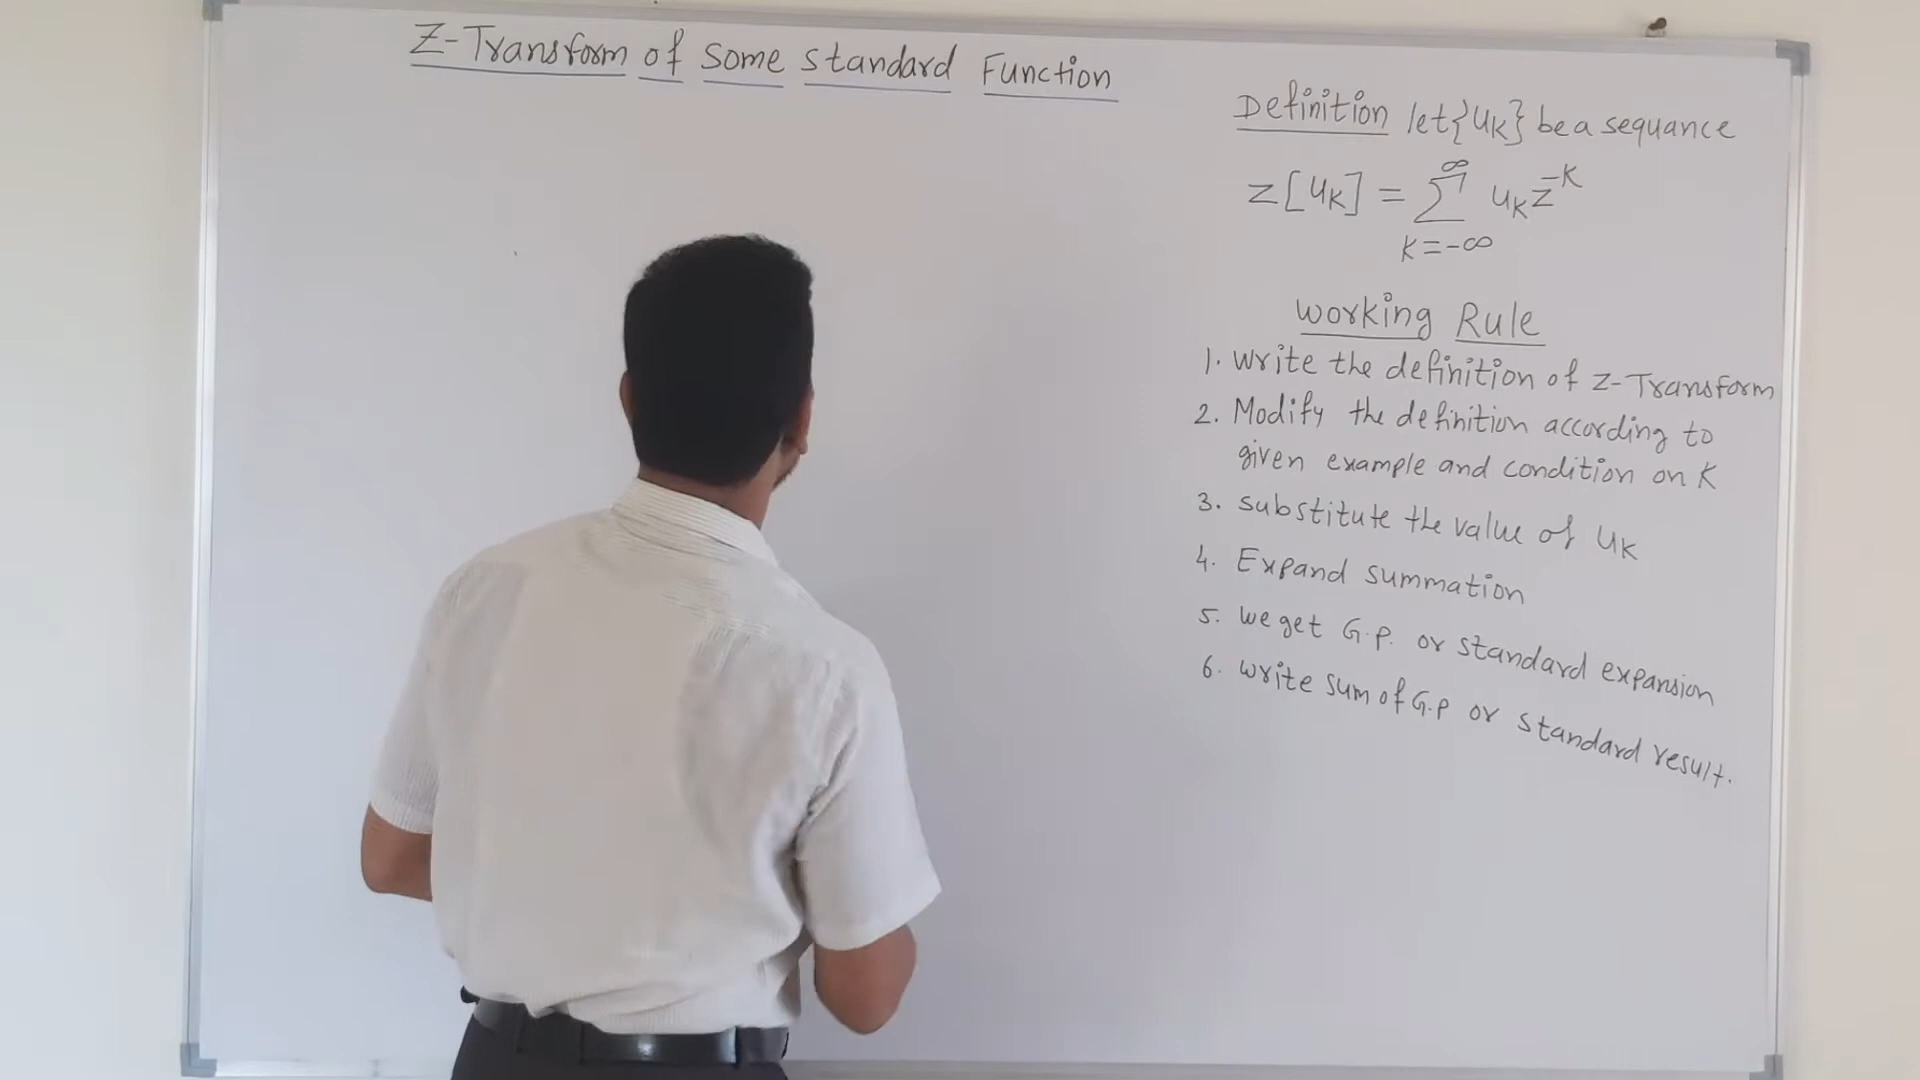 Z-Transform of some standard Function
Definition let {uK} be a sequance
z[uK] = ∞∑K=-∞ uK z^-K
Working Rule
1. Write the definition of Z-Transform
2. Modify the definition according to
given example and condition on K
3. substitute the value of uK
4. Expand summation
5. we get G.P. or standard expansion
6. write sum of G.P or standard result.